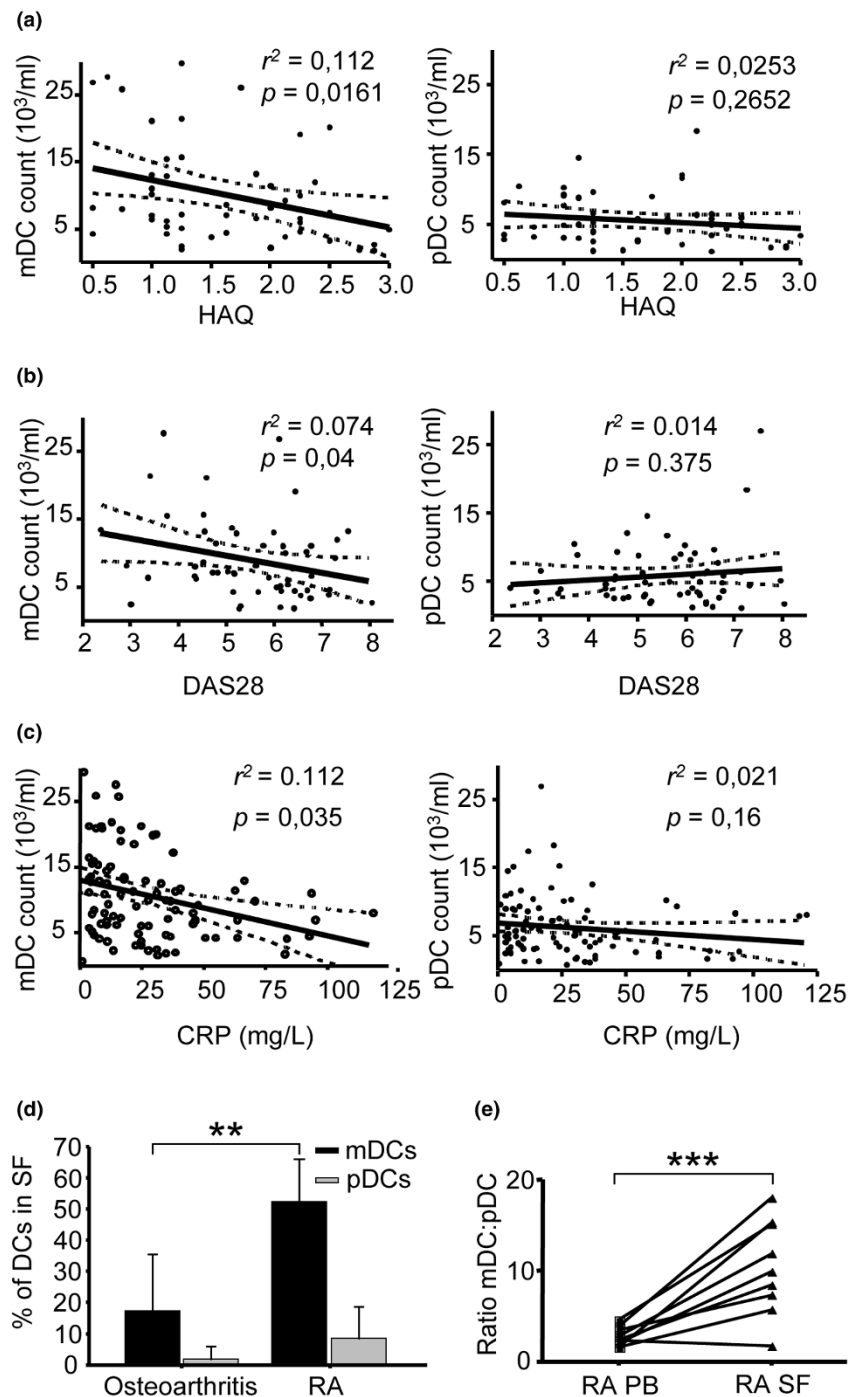 (a)
mDC count (10³/ml)
25
15
5
r² = 0,112
p = 0,0161
0.5 1.0 1.5 2.0 2.5 3.0
HAQ
pDC count (10³/ml)
25
15
5
r² = 0,0253
p = 0,2652
0.5 1.0 1.5 2.0 2.5 3.0
HAQ
(b)
mDC count (10³/ml)
25
15
5
r² = 0.074
p = 0,04
2 3 4 5 6 7 8
DAS28
pDC count (10³/ml)
25
15
5
r² = 0.014
p = 0.375
2 3 4 5 6 7 8
DAS28
(c)
mDC count (10³/ml)
25
15
5
r² = 0.112
p = 0,035
0 25 50 75 100 125
CRP (mg/L)
pDC count (10³/ml)
25
15
5
r² = 0,021
p = 0,16
0 25 50 75 100 125
CRP (mg/L)
(d)
% of DCs in SF
70
60
50
40
30
20
10
0
**
mDCs
pDCs
Osteoarthritis RA
(e)
Ratio mDC:pDC
20
10
0
***
RA PB RA SF